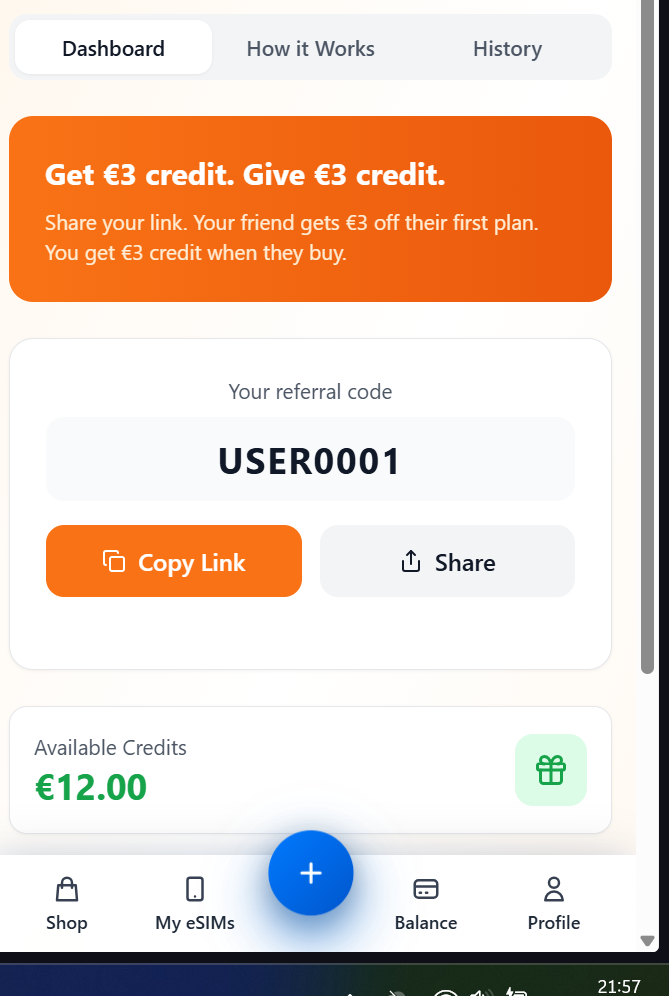 Dashboard
How it Works
History
Get €3 credit. Give €3 credit.
Share your link. Your friend gets €3 off their first plan.
You get €3 credit when they buy.
Your referral code
USER0001
Copy Link
Share
Available Credits
€12.00
Shop
My eSIMs
Balance
Profile
21:57